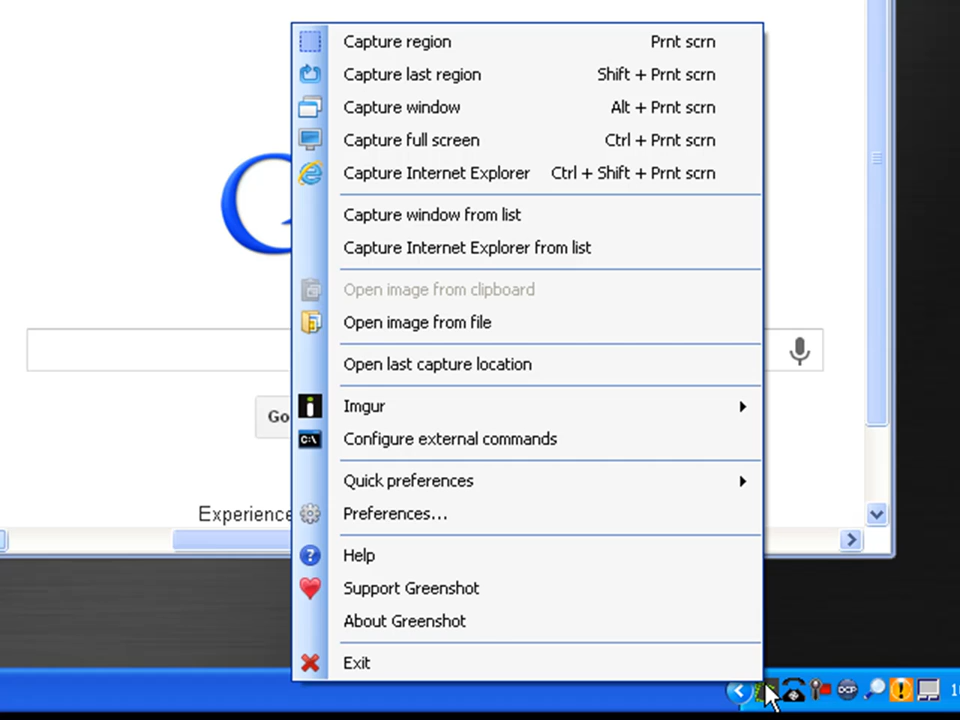 Capture region Prnt scrn
Capture last region Shift + Prnt scrn
Capture window Alt + Prnt scrn
Capture full screen Ctrl + Prnt scrn
Capture Internet Explorer Ctrl + Shift + Prnt scrn
Capture window from list
Capture Internet Explorer from list
Open image from clipboard
Open image from file
Open last capture location
Imgur
Go
C:\ Configure external commands
Quick preferences
Experience
Preferences...
? Help
Support Greenshot
About Greenshot
Exit
OCP